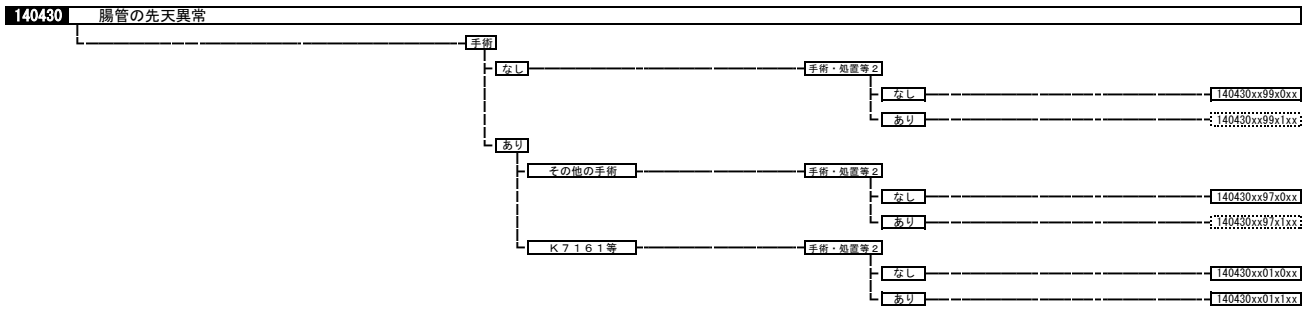 140430 腸管の先天異常
手術
なし 手術・処置等２
なし 140430xx99x0xx
あり 140430xx99x1xx
あり
その他の手術 手術・処置等２
なし 140430xx97x0xx
あり 140430xx97x1xx
Ｋ７１６１等 手術・処置等２
なし 140430xx01x0xx
あり 140430xx01x1xx